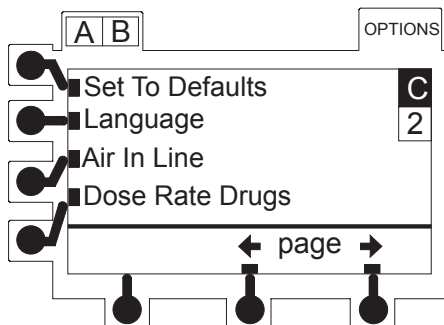 A B
OPTIONS
Set To Defaults
C
Language
2
Air In Line
Dose Rate Drugs
page